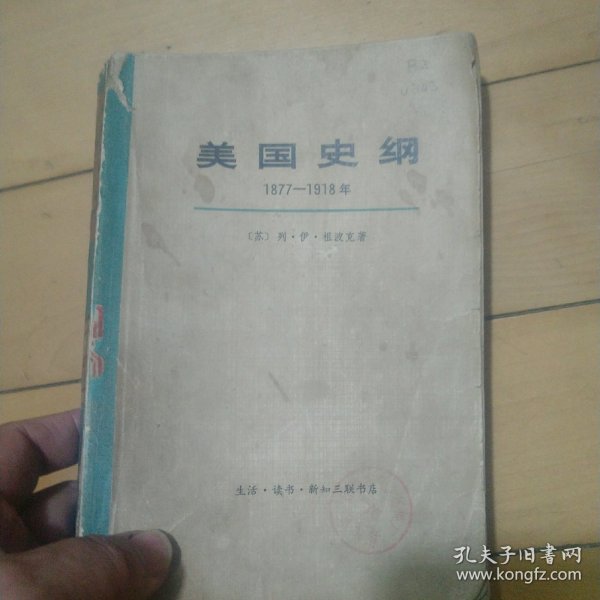 美国史纲
1877—1918年
〔苏〕列·伊·祖波克著
生活·读书·新知三联书店
孔夫子旧书网
www.kongfz.com